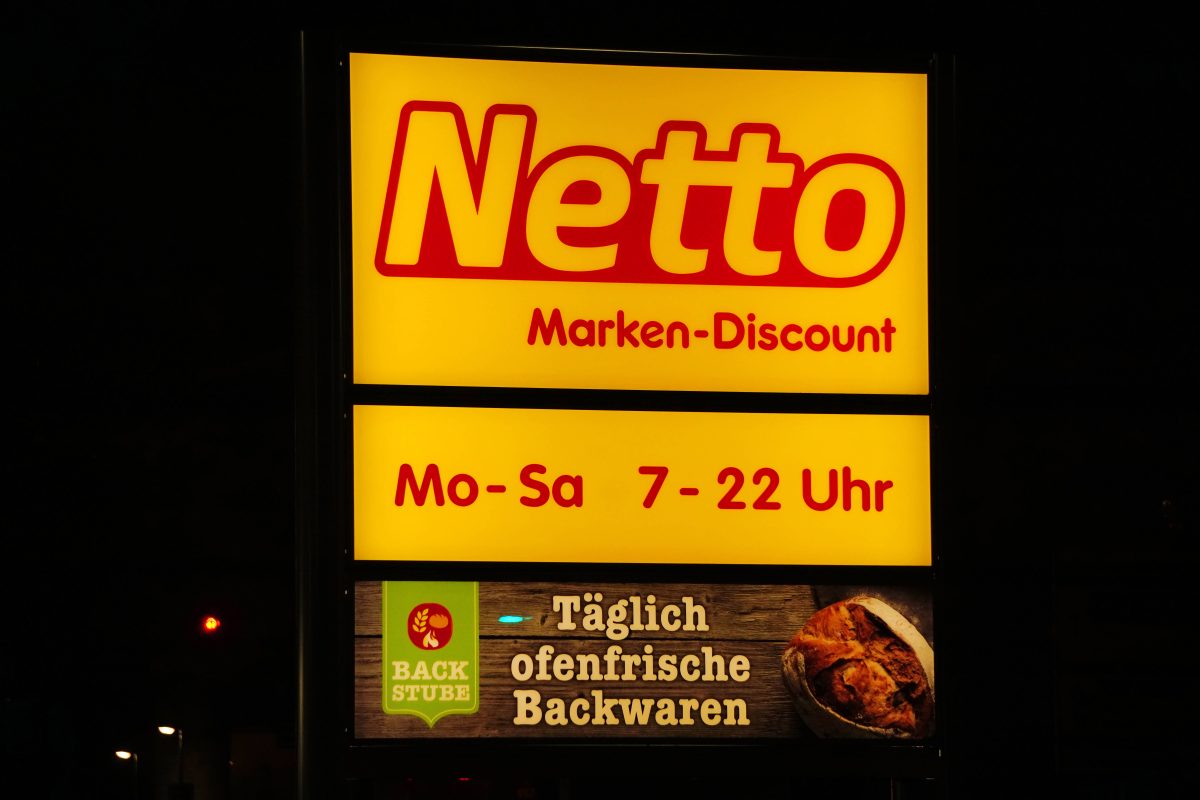 Netto
Marken-Discount
Mo-Sa 7-22 Uhr
BACK
STUBE
Täglich
ofenfrische
Backwaren